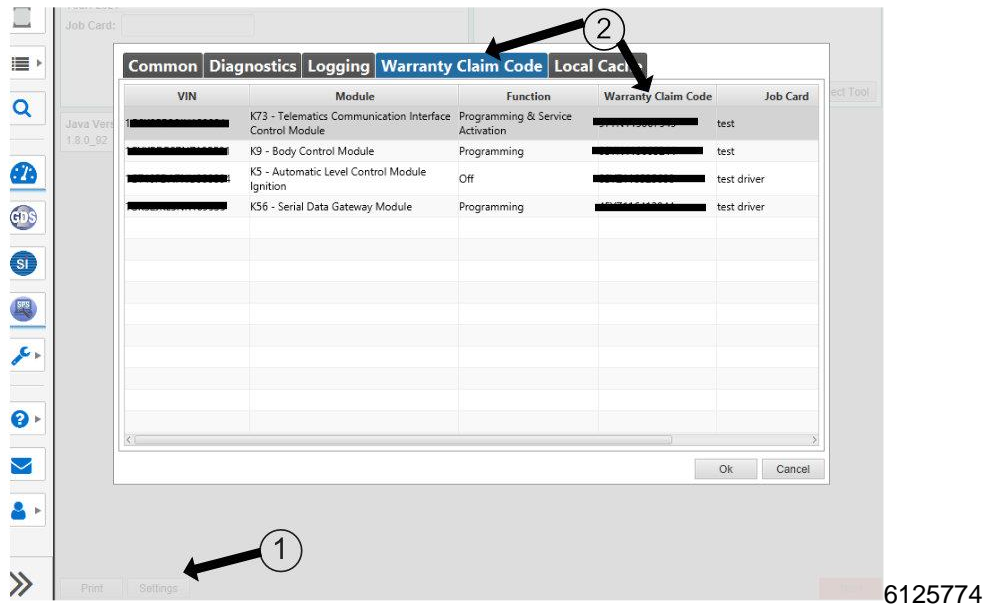 Job Card:
2
Common Diagnostics Logging Warranty Claim Code Local Cache
VIN Module Function Warranty Claim Code Job Card
ect Tool
K73 - Telematics Communication Interface Control Module Programming & Service Activation test
Java Vers
1.8.0_92
K9 - Body Control Module Programming test
GDS
K5 - Automatic Level Control Module Ignition Off test driver
K56 - Serial Data Gateway Module Programming test driver
SI
SPS
?
Ok Cancel
1
Print Settings
6125774